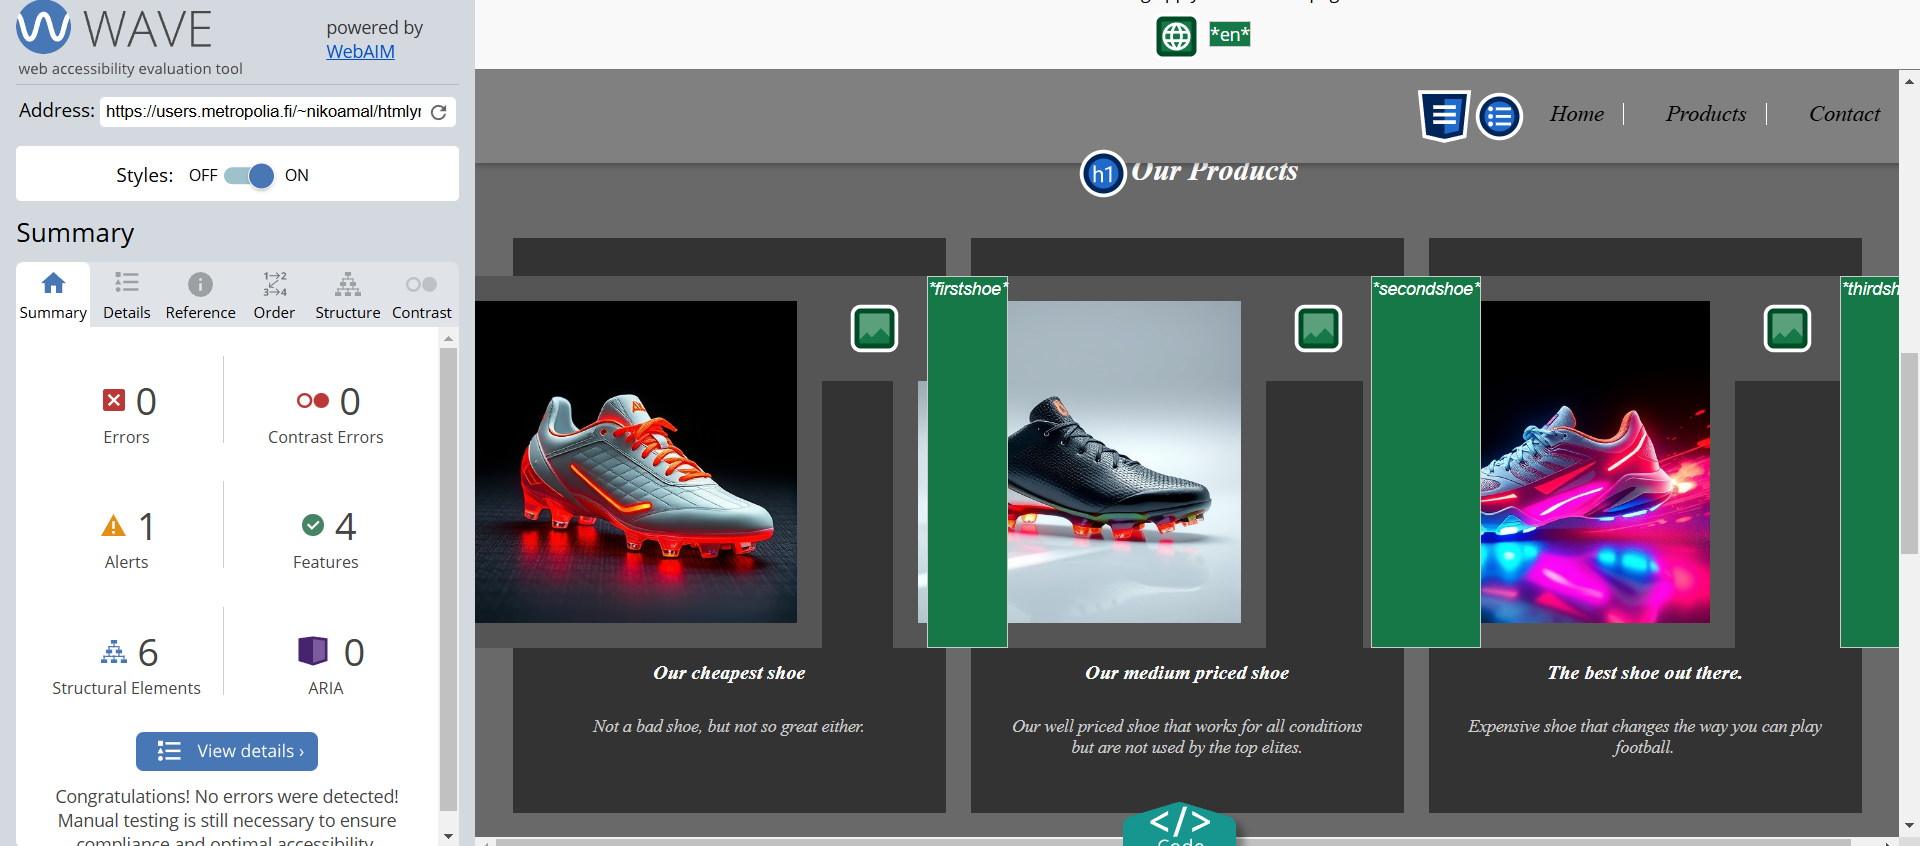 WAVE
powered by
WebAIM
web accessibility evaluation tool
Address: https://users.metropolia.fi/~nikoamal/htmlyr
Styles: OFF ON
Summary
Summary Details Reference Order Structure Contrast
0 Errors
0 Contrast Errors
1 Alerts
4 Features
6 Structural Elements
0 ARIA
View details ›
Congratulations! No errors were detected!
Manual testing is still necessary to ensure
compliance and optimal accessibility.
*en*
Home Products Contact
h1 Our Products
*firstshoe*
*secondshoe*
*thirdsh
Our cheapest shoe
Not a bad shoe, but not so great either.
Our medium priced shoe
Our well priced shoe that works for all conditions
but are not used by the top elites.
The best shoe out there.
Expensive shoe that changes the way you can play
football.
</>
Code